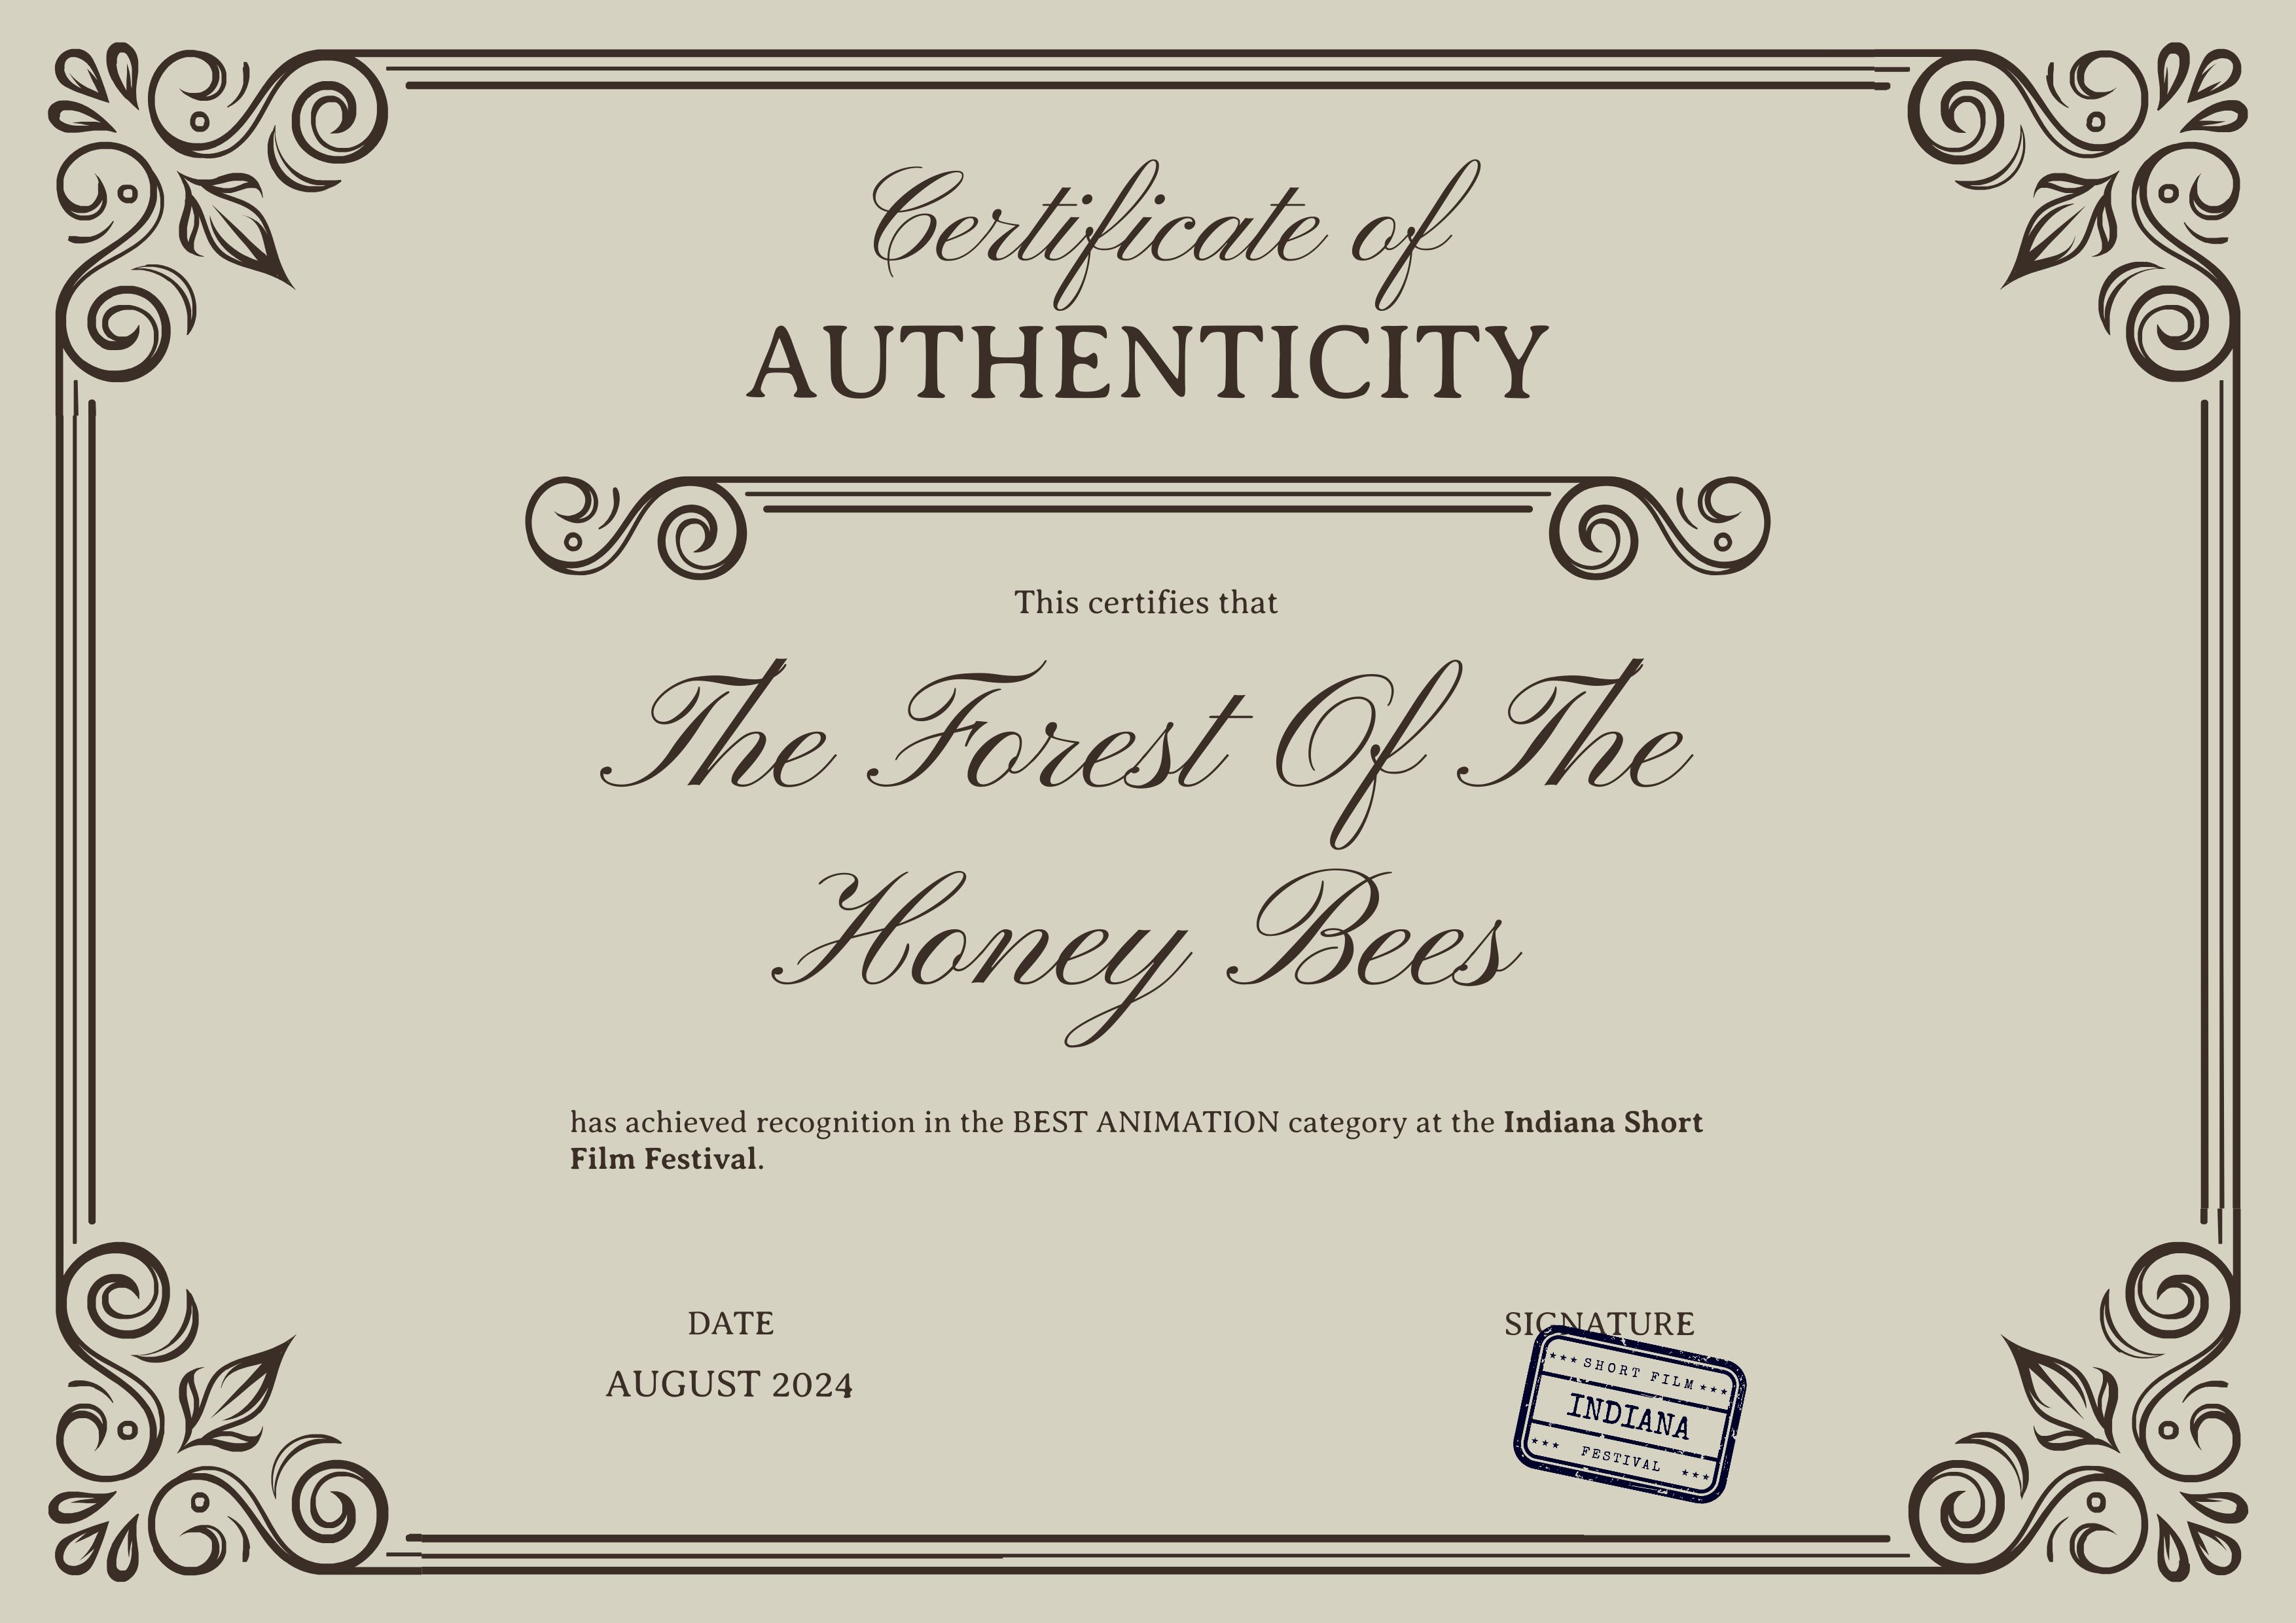 Certificate of
AUTHENTICITY
This certifies that
The Forest Of The
Honey Bees
has achieved recognition in the BEST ANIMATION category at the Indiana Short
Film Festival.
DATE
AUGUST 2024
SIGNATURE
*** SHORT FILM ***
INDIANA
*** FESTIVAL ***